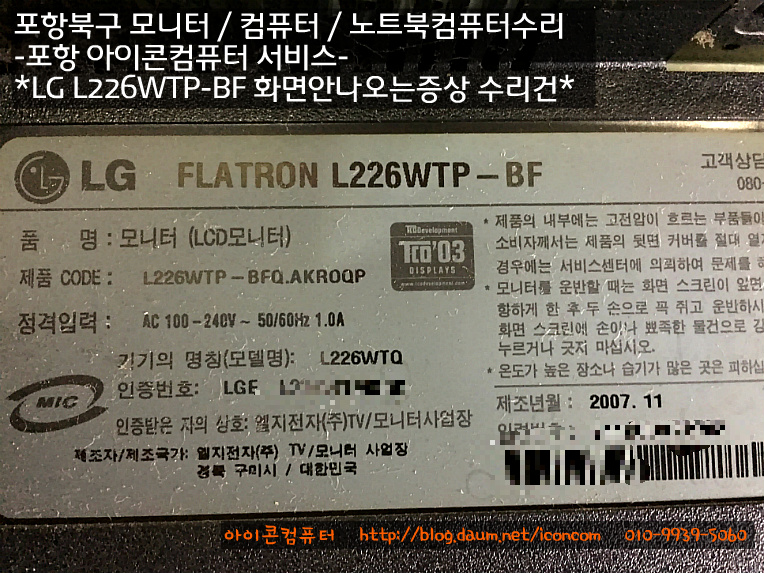 포항북구 모니터 / 컴퓨터 / 노트북컴퓨터수리
-포항 아이콘컴퓨터 서비스-
*LG L226WTP-BF 화면안나오는증상 수리건*
LG FLATRON L226WTP-BF
고객상담
080-
품 명 : 모니터 (LCD모니터)
TCO Development
TCO'03
DISPLAYS
www.tcodevelopment.com
제품 CODE : L226WTP-BFQ.AKROQP
정격입력 : AC 100-240V~ 50/60Hz 1.0A
기기의 명칭(모델명): L226WTQ
MIC
인증번호: LGE
인증받은 자의 상호: 엘지전자(주)TV/모니터사업장
제조자/제조국가: 엘지전자(주) TV/모니터 사업장
경북 구미시 / 대한민국
* 제품의 내부에는 고전압이 흐르는 부품들이
소비자께서는 제품의 뒷면 커버를 절대 열지
경우에는 서비스센터에 의뢰하여 문제를 해
* 모니터를 운반할 때는 화면 스크린이 앞면
향하게 한 후 두 손으로 꼭 쥐고 운반하시
화면 스크린에 손이나 뾰족한 물건으로 강
누르거나 긋지 마십시오.
* 온도가 높은 장소나 습기가 많은 곳은 피하십
제조년월 : 2007. 11
아이콘컴퓨터 http://blog.daum.net/iconcom 010-9939-5060